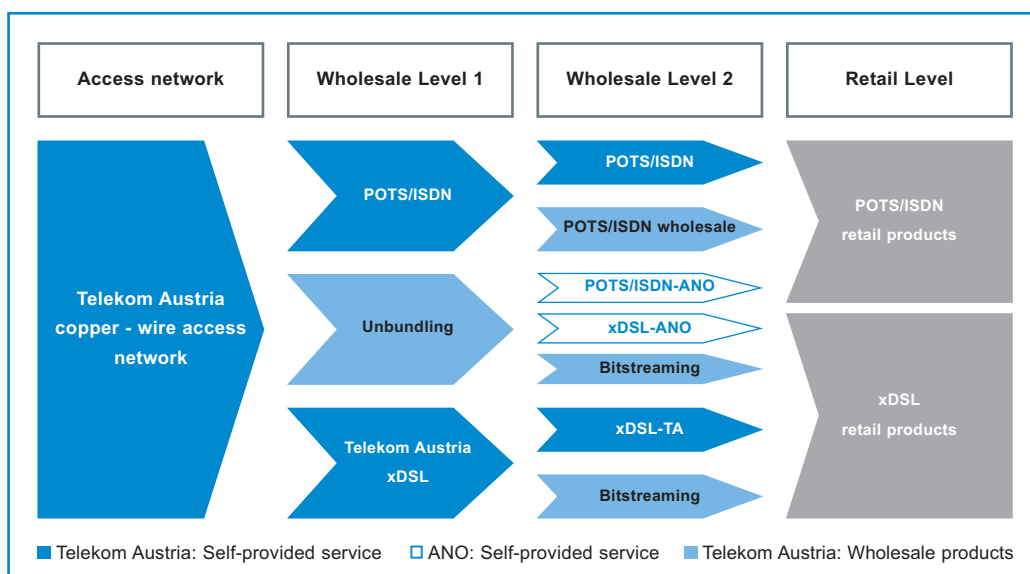 Access network
Wholesale Level 1
Wholesale Level 2
Retail Level
Telekom Austria
copper - wire access
network
POTS/ISDN
Unbundling
Telekom Austria
xDSL
POTS/ISDN
POTS/ISDN wholesale
POTS/ISDN-ANO
xDSL-ANO
Bitstreaming
xDSL-TA
Bitstreaming
POTS/ISDN
retail products
xDSL
retail products
Telekom Austria: Self-provided service
ANO: Self-provided service
Telekom Austria: Wholesale products